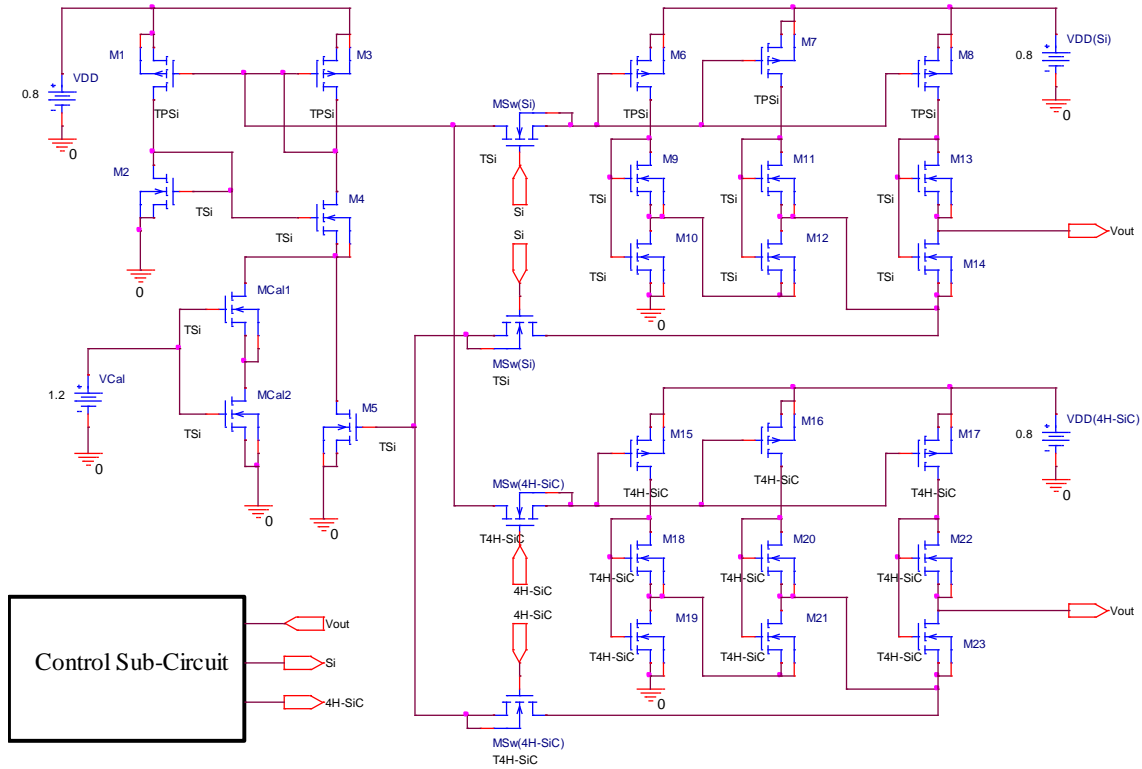 M1
M3
VDD
0.8
0
TPSi
TPSi
M2
M4
TSi
TSi
0
MCal1
TSi
VCal
1.2
0
MCal2
TSi
0
M5
TSi
0
MSw(Si)
TSi
Si
Si
MSw(Si)
TSi
M6
M7
M8
VDD(Si)
0.8
0
TPSi
TPSi
TPSi
M9
M11
M13
TSi
TSi
TSi
M10
M12
M14
TSi
TSi
TSi
0
Vout
MSw(4H-SiC)
T4H-SiC
4H-SiC
4H-SiC
MSw(4H-SiC)
T4H-SiC
M15
M16
M17
VDD(4H-SiC)
0.8
0
T4H-SiC
T4H-SiC
T4H-SiC
M18
M20
M22
T4H-SiC
T4H-SiC
T4H-SiC
M19
M21
M23
T4H-SiC
T4H-SiC
T4H-SiC
0
Vout
Control Sub-Circuit
Vout
Si
4H-SiC